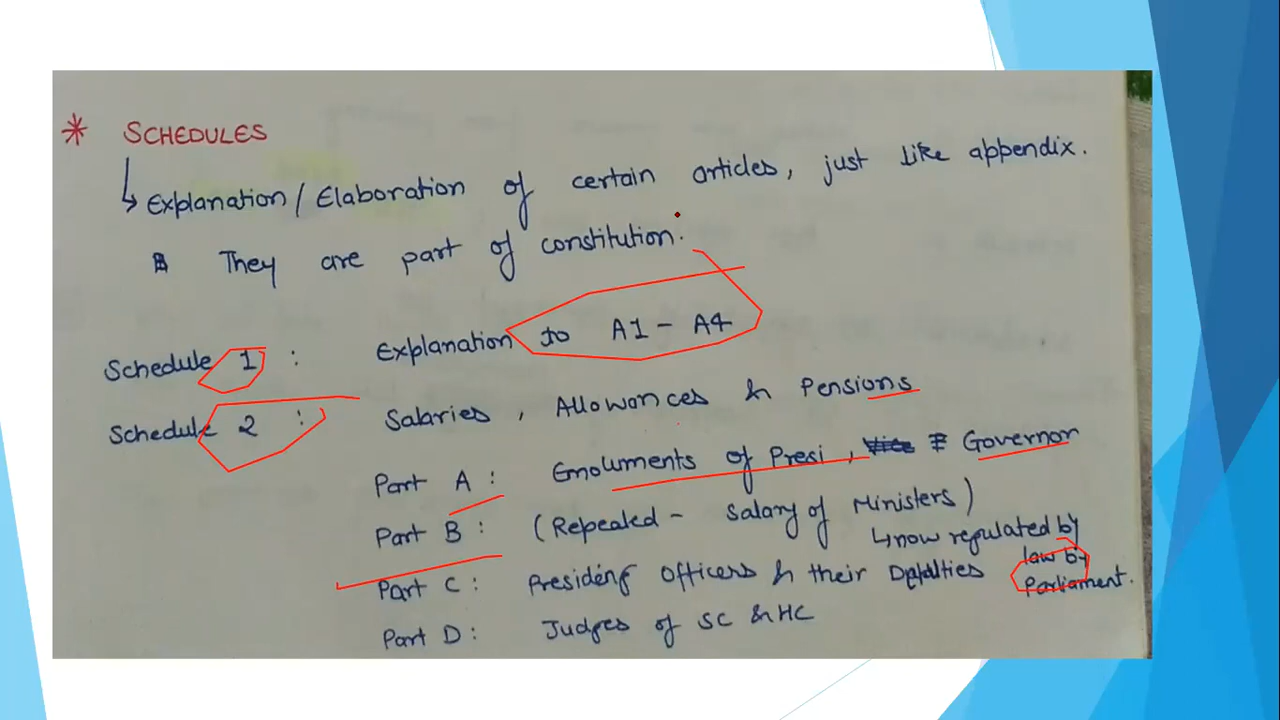 * SCHEDULES
Explanation / Elaboration of certain articles, just like appendix.
They are part of constitution.
Schedule 1 : Explanation to A1 - A4
Schedule 2 : Salaries, Allowances & Pensions
Part A : Emoluments of Presi, Governor
Part B : (Repealed - Salary of Ministers)
↳ now regulated by law by Parliament.
Part C : Presiding Officers & their
Part D : Judges of SC & HC